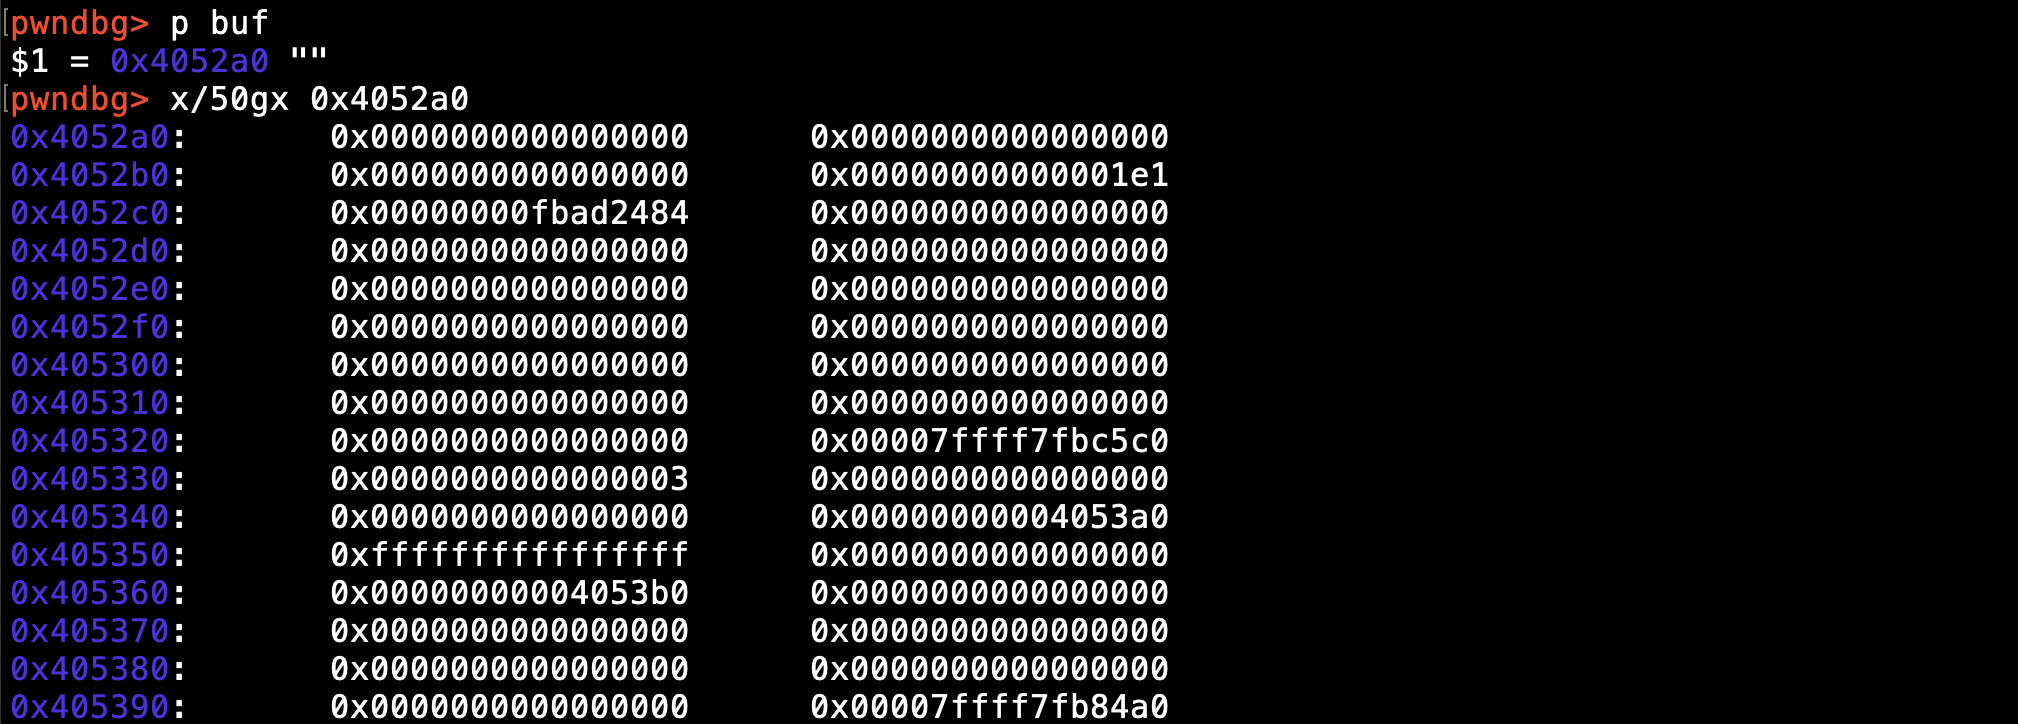 pwndbg> p buf
$1 = 0x4052a0 ""
pwndbg> x/50gx 0x4052a0
0x4052a0: 0x0000000000000000 0x0000000000000000
0x4052b0: 0x0000000000000000 0x00000000000001e1
0x4052c0: 0x00000000fbad2484 0x0000000000000000
0x4052d0: 0x0000000000000000 0x0000000000000000
0x4052e0: 0x0000000000000000 0x0000000000000000
0x4052f0: 0x0000000000000000 0x0000000000000000
0x405300: 0x0000000000000000 0x0000000000000000
0x405310: 0x0000000000000000 0x0000000000000000
0x405320: 0x0000000000000000 0x00007ffff7fbc5c0
0x405330: 0x0000000000000003 0x0000000000000000
0x405340: 0x0000000000000000 0x00000000004053a0
0x405350: 0xffffffffffffffff 0x0000000000000000
0x405360: 0x00000000004053b0 0x0000000000000000
0x405370: 0x0000000000000000 0x0000000000000000
0x405380: 0x0000000000000000 0x0000000000000000
0x405390: 0x0000000000000000 0x00007ffff7fb84a0